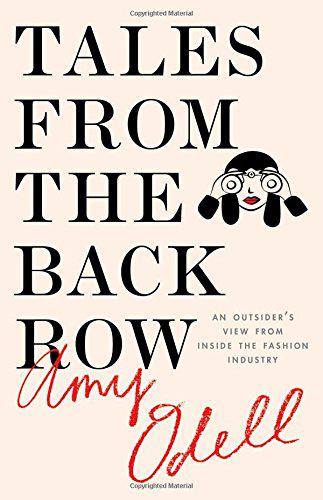 TALES
FROM
THE
BACK
ROW
AN OUTSIDER'S
VIEW FROM
INSIDE THE FASHION
INDUSTRY
Amy
Odell